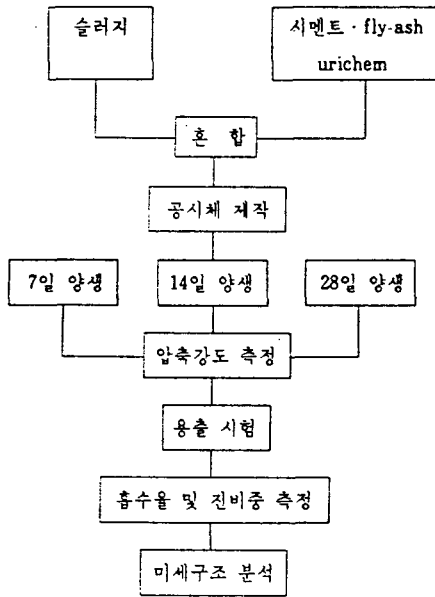 슬러지
시멘트·fly-ash
urichem
혼 합
공시체 제작
7일 양생
14일 양생
28일 양생
압축강도 측정
용출 시험
흡수율 및 진비중 측정
미세구조 분석